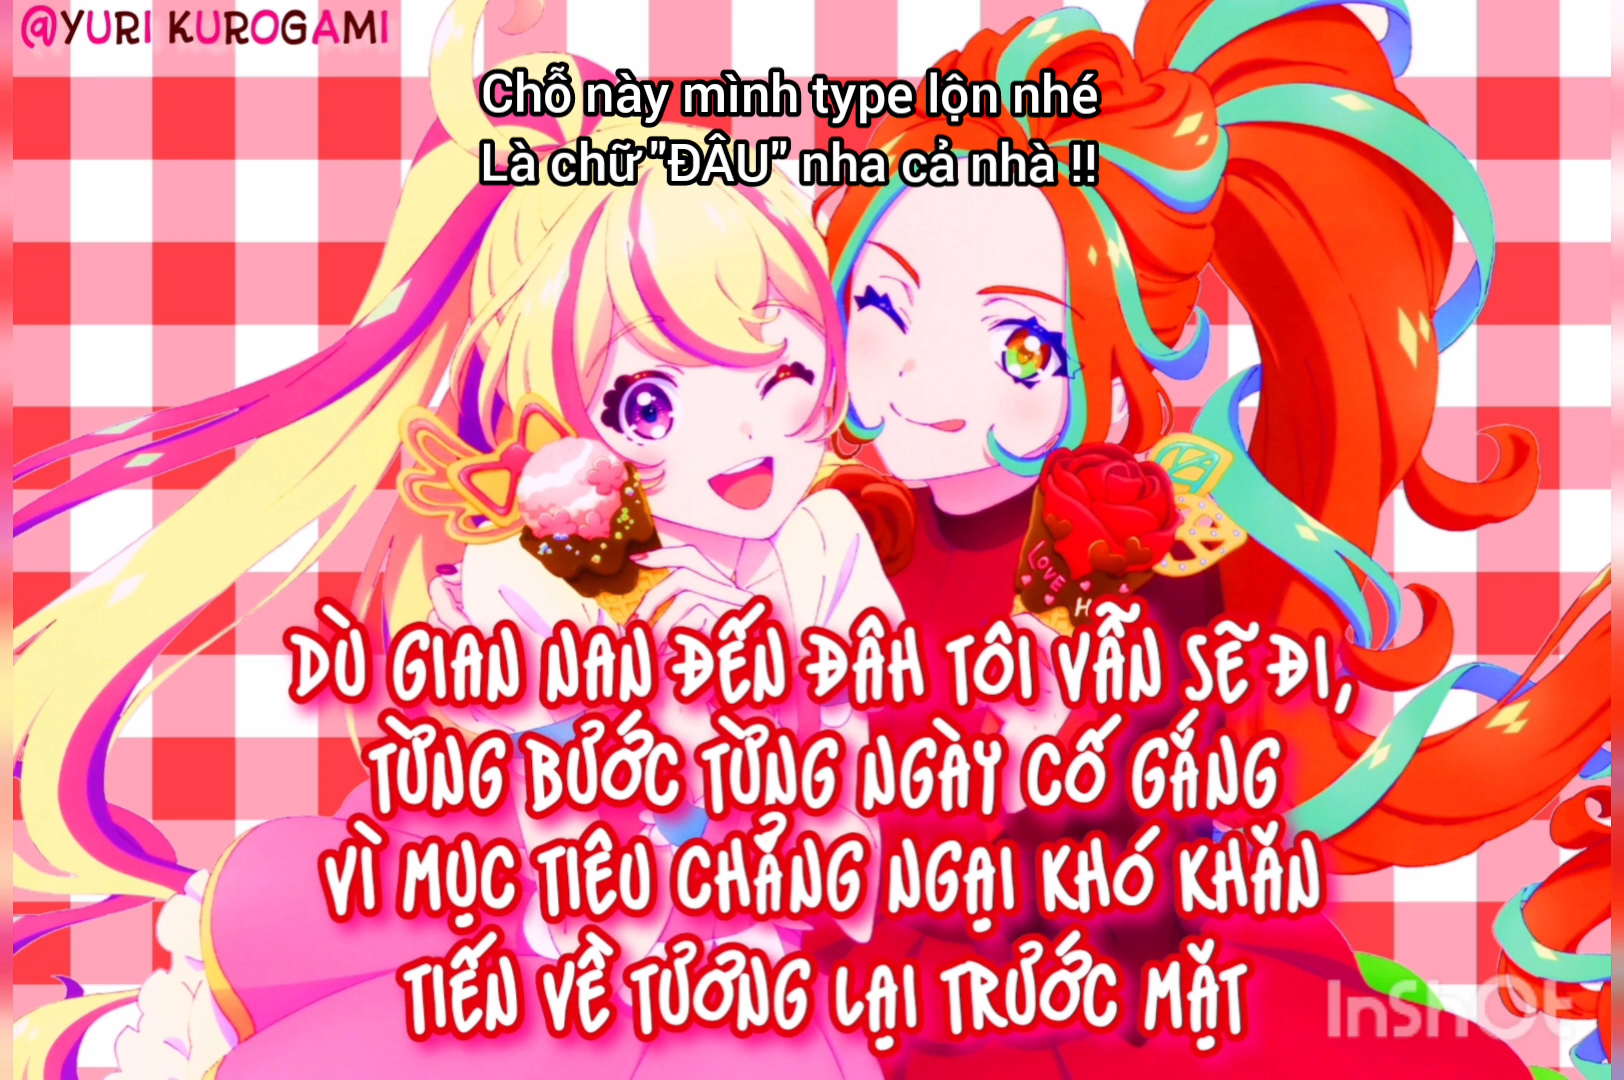 @YURI KUROGAMI
Chỗ này mình type lộn nhé
Là chữ "ĐÂU" nha cả nhà !!
LOVE
H
DÙ GIAN NAN ĐẾN ĐÂH TÔI VẪN SẼ ĐI,
TỪNG BƯỚC TỪNG NGÀY CỐ GẮNG
VÌ MỤC TIÊU CHẲNG NGẠI KHÓ KHĂN
TIẾN VỀ TƯƠNG LẠI TRƯỚC MẶT
InShOt